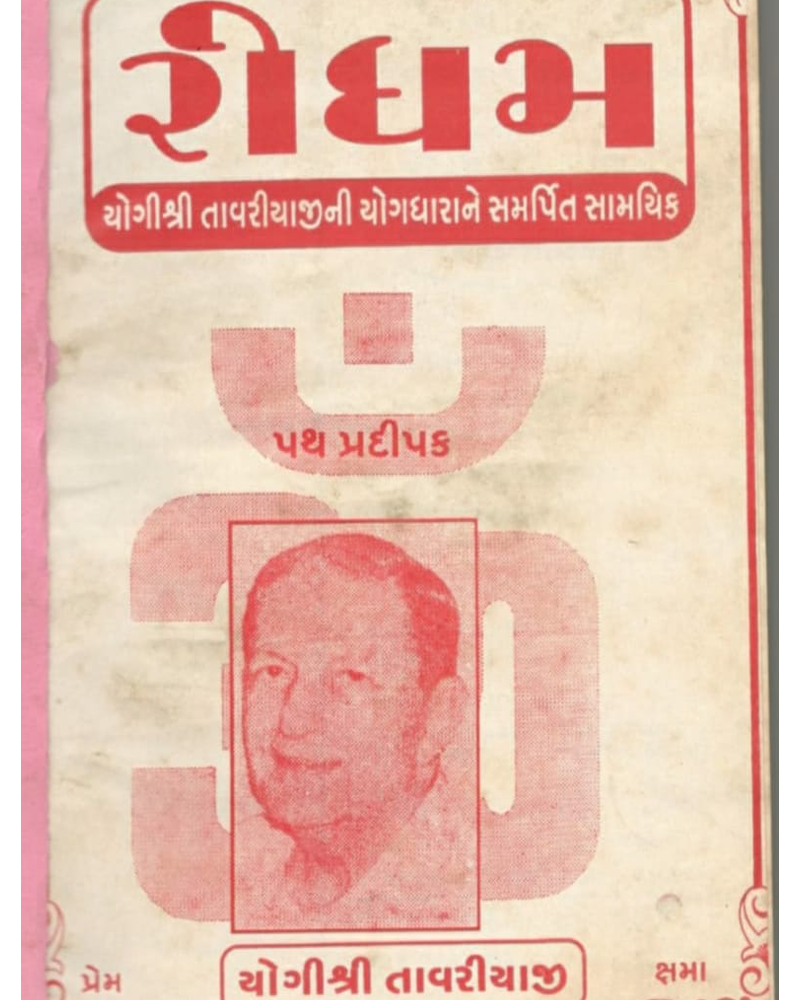 રીધમ
યોગીશ્રી તાવરીયાજીની યોગધારાને સમર્પિત સામયિક
ૐ
પથ પ્રદીપક
પ્રેમ
યોગીશ્રી તાવરીયાજી
ક્ષમા